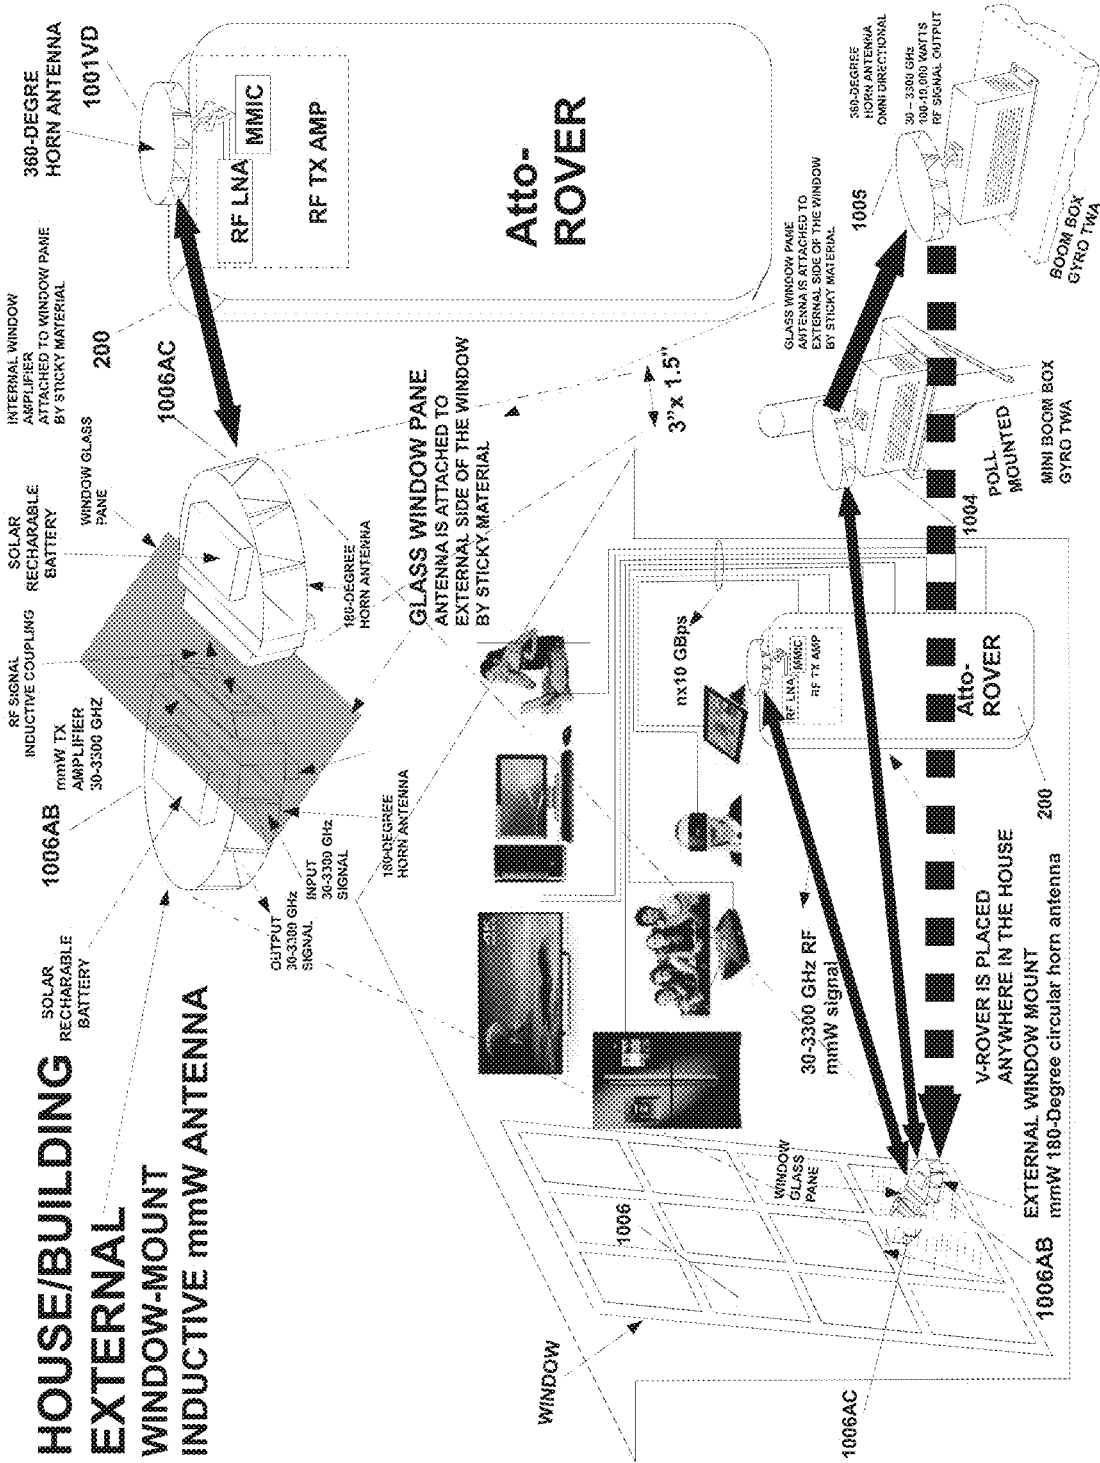 HOUSE/BUILDING
EXTERNAL
WINDOW-MOUNT
INDUCTIVE mmW ANTENNA
SOLAR
RECHARABLE
BATTERY
1006AB
RF SIGNAL
INDUCTIVE COUPLING
mmW TX
AMPLIFIER
30-3300 GHZ
SOLAR
RECHARABLE
BATTERY
WINDOW GLASS
PANE
INTERNAL WINDOW
AMPLIFIER
ATTACHED TO WINDOW PANE
BY STICKY MATERIAL
200
1006AC
360-DEGRE
HORN ANTENNA
1001VD
RF LNA
MMIC
RF TX AMP
Atto-
ROVER
OUTPUT
30-3300 GHz
SIGNAL
INPUT
30-3300 GHz
SIGNAL
180-DEGREE
HORN ANTENNA
180-DEGREE
HORN ANTENNA
GLASS WINDOW PANE
ANTENNA IS ATTACHED TO
EXTERNAL SIDE OF THE WINDOW
BY STICKY MATERIAL
3"x 1.5"
GLASS WINDOW PANE
ANTENNA IS ATTACHED TO
EXTERNAL SIDE OF THE WINDOW
BY STICKY MATERIAL
1005
360-DEGREE
HORN ANTENNA
OMNI DIRECTIONAL
30 – 3300 GHz
100-10,000 WATTS
RF SIGNAL OUTPUT
BOOM BOX
GYRO TWA
WINDOW
1006
WINDOW
GLASS
PANE
30-3300 GHz RF
mmW signal
nx10 GBps
RF LNA
MMIC
RF TX AMP
Atto-
ROVER
200
1004
POLL
MOUNTED
MINI BOOM BOX
GYRO TWA
V-ROVER IS PLACED
ANYWHERE IN THE HOUSE
EXTERNAL WINDOW MOUNT
mmW 180-Degree circular horn antenna
1006AB
1006AC